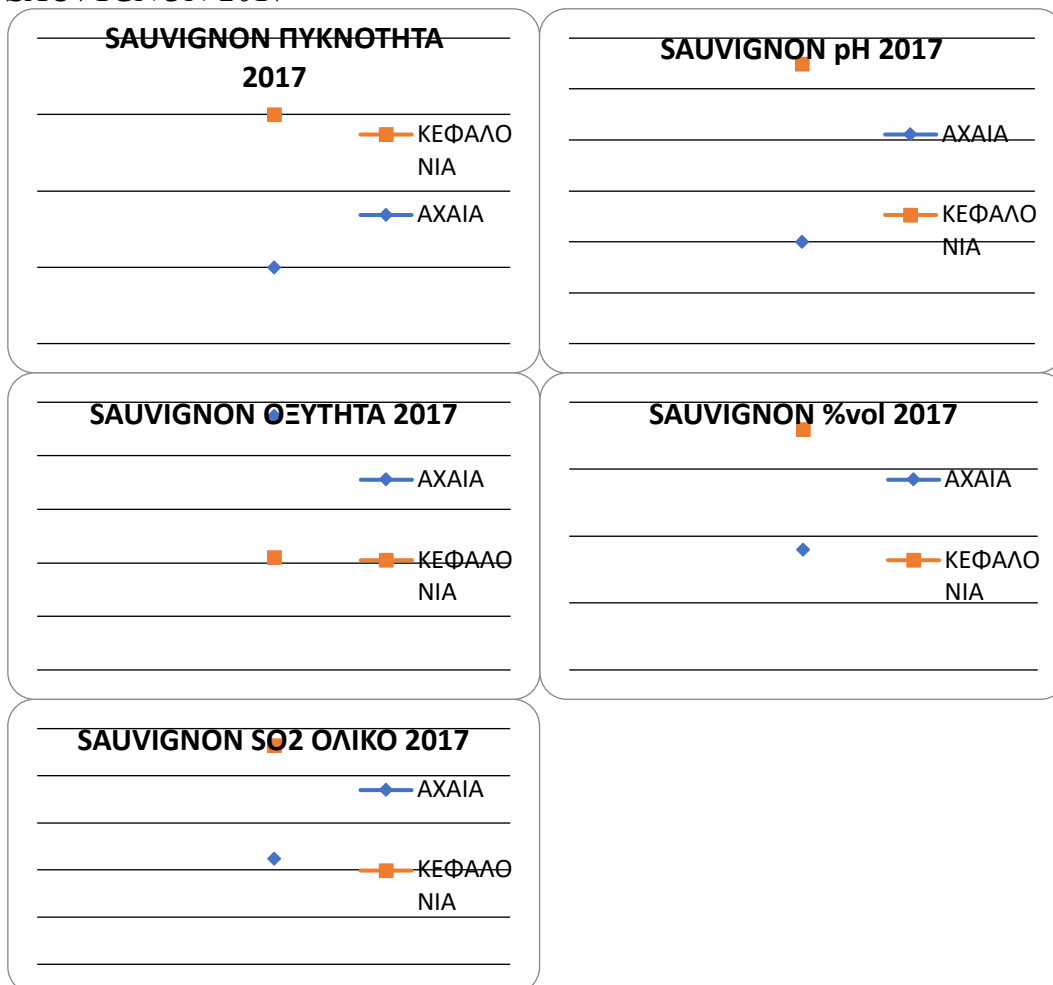 SAUVIGNON ΠΥΚΝΟΤΗΤΑ
2017
ΚΕΦΑΛΟ
ΝΙΑ
ΑΧΑΙΑ
SAUVIGNON pH 2017
ΑΧΑΙΑ
ΚΕΦΑΛΟ
ΝΙΑ
SAUVIGNON ΟΞΥΤΗΤΑ 2017
ΑΧΑΙΑ
ΚΕΦΑΛΟ
ΝΙΑ
SAUVIGNON %vol 2017
ΑΧΑΙΑ
ΚΕΦΑΛΟ
ΝΙΑ
SAUVIGNON SO2 ΟΛΙΚΟ 2017
ΑΧΑΙΑ
ΚΕΦΑΛΟ
ΝΙΑ